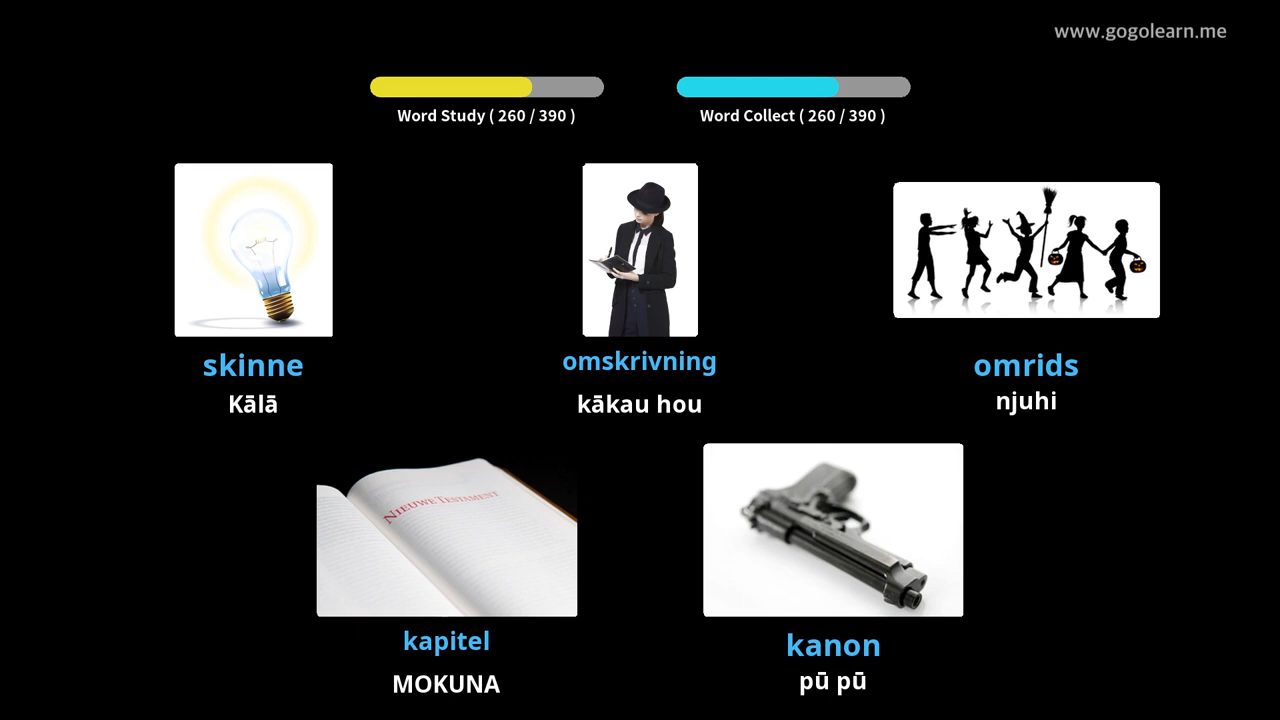 www.gogolearn.me
Word Study ( 260 / 390 )
Word Collect ( 260 / 390 )
skinne
Kālā
omskrivning
kākau hou
omrids
njuhi
NIEUWE TESTAMENT
kapitel
MOKUNA
kanon
pū pū